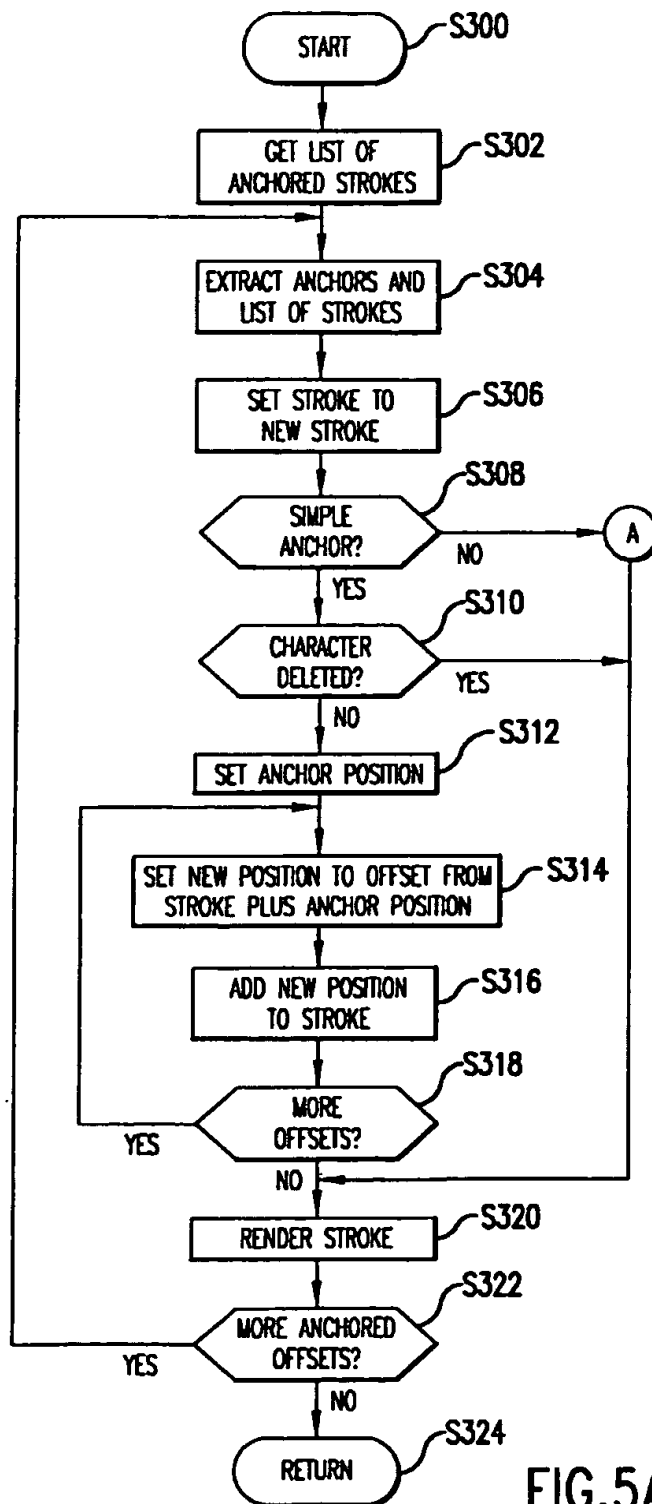 START
S300
GET LIST OF
ANCHORED STROKES
S302
EXTRACT ANCHORS AND
LIST OF STROKES
S304
SET STROKE TO
NEW STROKE
S306
SIMPLE
ANCHOR?
S308
NO
A
YES
CHARACTER
DELETED?
S310
YES
NO
SET ANCHOR POSITION
S312
SET NEW POSITION TO OFFSET FROM
STROKE PLUS ANCHOR POSITION
S314
ADD NEW POSITION
TO STROKE
S316
MORE
OFFSETS?
S318
YES
NO
RENDER STROKE
S320
MORE ANCHORED
OFFSETS?
S322
YES
NO
RETURN
S324